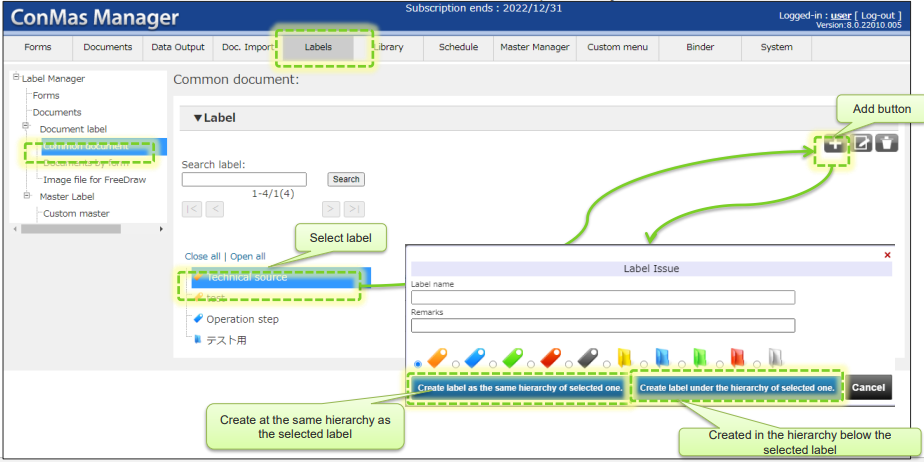 Subscription ends : 2022/12/31
ConMas Manager
Logged-in : user [ Log-out ]
Version:8.0.22010.005
Forms Documents Data Output Doc. Import Labels Library Schedule Master Manager Custom menu Binder System
Label Manager
Forms
Documents
Document label
Common document
Documents by form
Image file for FreeDraw
Master Label
Custom master
Common document:
▼Label
Add button
Search label:
Search
1-4/1(4)
|< <
> >|
Select label
Close all | Open all
Technical source
test
Operation step
テスト用
Label Issue
Label name
Remarks
Create label as the same hierarchy of selected one.
Create label under the hierarchy of selected one.
Cancel
Create at the same hierarchy as
the selected label
Created in the hierarchy below the
selected label